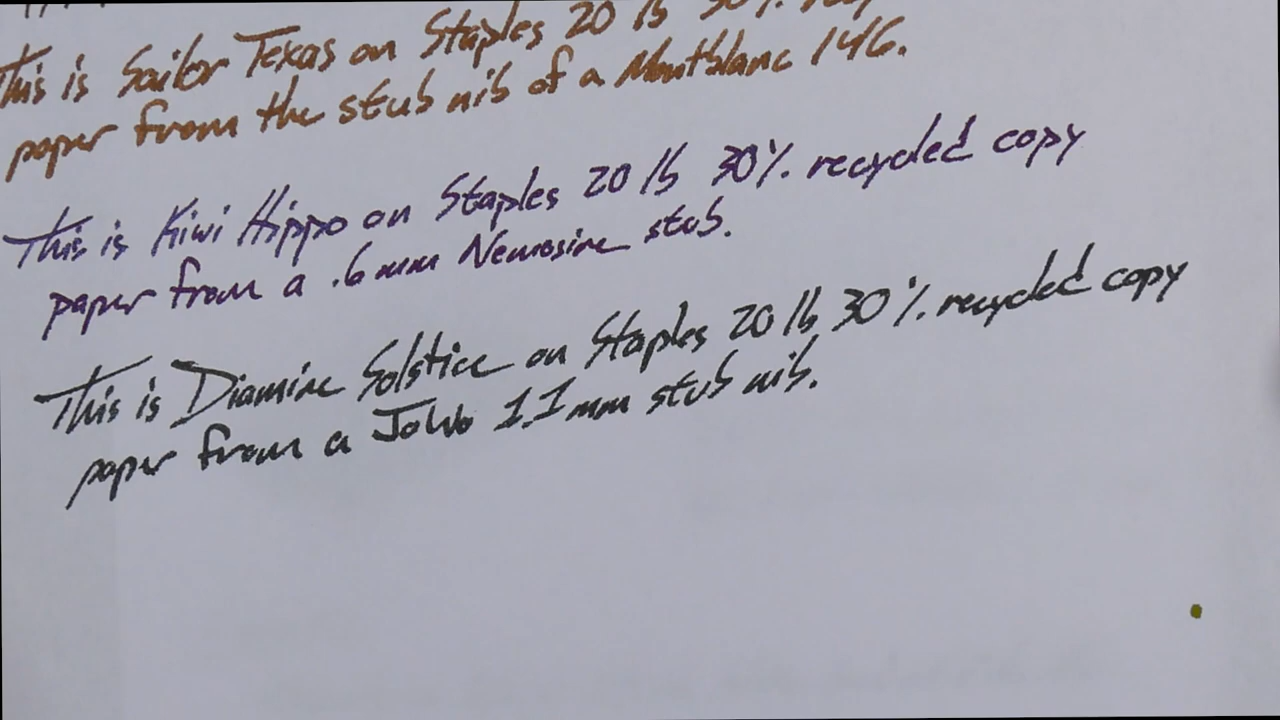 This is Sailor Texas on Staples 20 lb 30%
paper from the stub nib of a Montblanc 146.
This is Kiwi Hippo on Staples 20 lb 30% recycled copy
paper from a .6mm Nemosine stub.
This is Diamine Solstice on Staples 20 lb 30% recycled copy
paper from a JoWo 1.1mm stub nib.